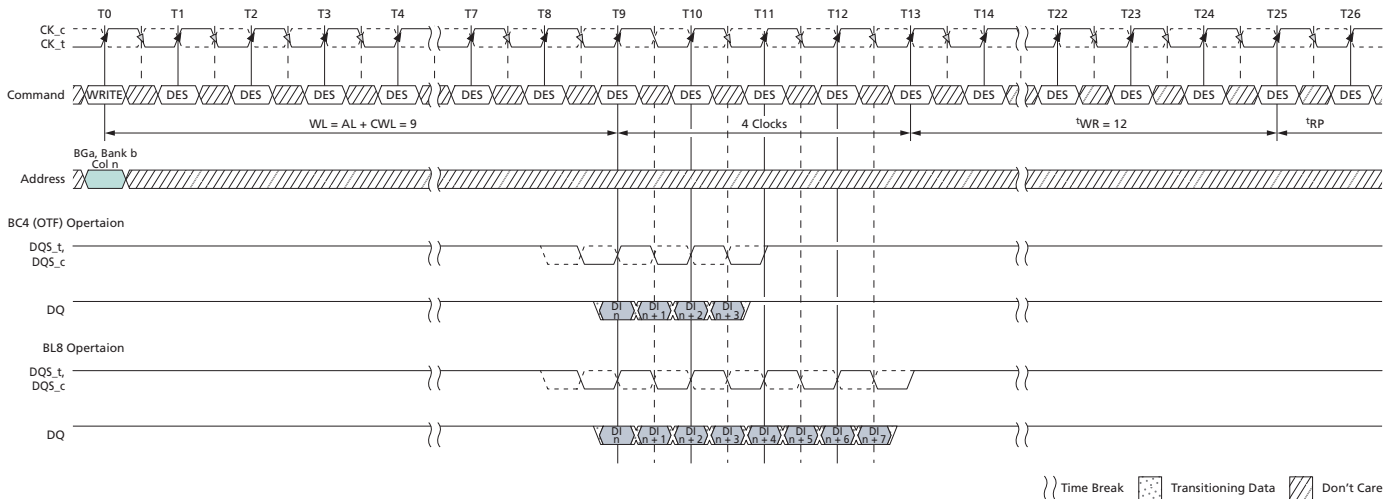 T0 T1 T2 T3 T4 T7 T8 T9 T10 T11 T12 T13 T14 T22 T23 T24 T25 T26
CK_c
CK_t
Command WRITE DES DES DES DES DES DES DES DES DES DES DES DES DES DES DES DES DES
WL = AL + CWL = 9 4 Clocks tWR = 12 tRP
BGa, Bank b
Col n
Address
BC4 (OTF) Opertaion
DQS_t,
DQS_c
DQ DI n DI n + 1 DI n + 2 DI n + 3
BL8 Opertaion
DQS_t,
DQS_c
DQ DI n DI n + 1 DI n + 2 DI n + 3 DI n + 4 DI n + 5 DI n + 6 DI n + 7
Time Break Transitioning Data Don't Care